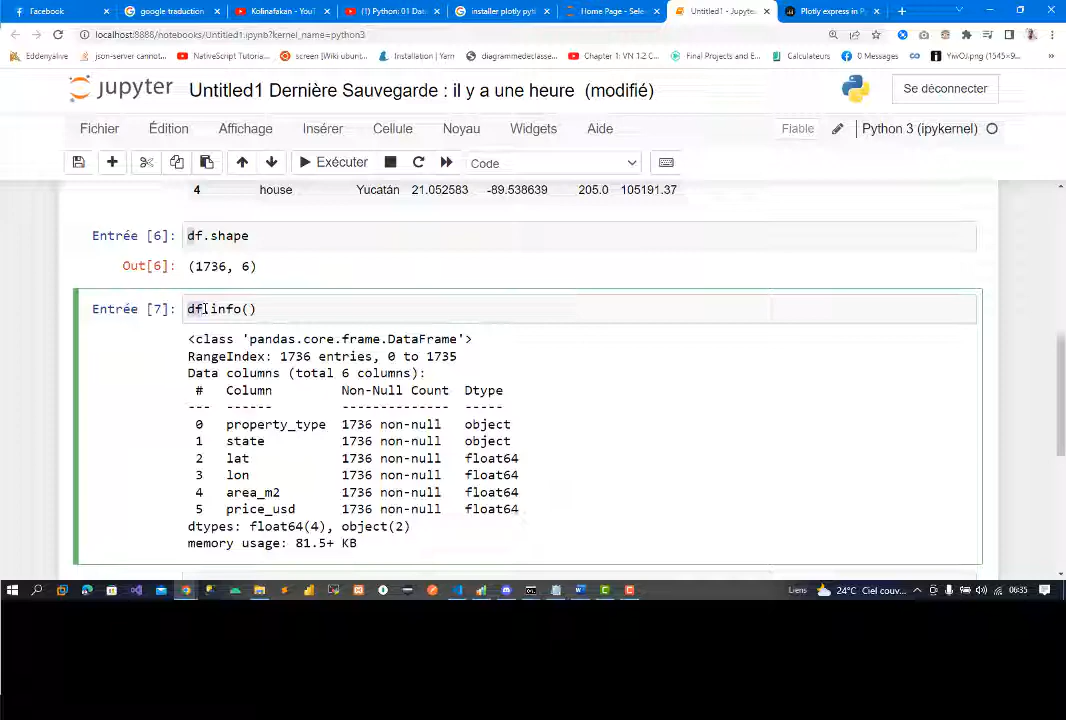 Facebook
google traduction
Kolinafakan - YouT
(1) Python: 01 Dat
installer plotly pyt
Home Page - Sele
Untitled1 - Jupyte
Plotly express in P
localhost:8888/notebooks/Untitled1.ipynb?kernel_name=python3
Eddenyalive
json-server cannot...
NativeScript Tutoria...
screen [Wiki ubunt...
Installation | Yarn
diagrammedeclasse...
Chapter 1: VN 1.2 C...
Final Projects and E...
Calculateurs
0 Messages
YiwOJ.png (1545×9...
jupyter
Untitled1 Dernière Sauvegarde : il y a une heure (modifié)
Se déconnecter
Fichier Édition Affichage Insérer Cellule Noyau Widgets Aide
Fiable
Python 3 (ipykernel)
Exécuter
Code
4 house Yucatán 21.052583 -89.538639 205.0 105191.37
Entrée [6]: df.shape
Out[6]: (1736, 6)
Entrée [7]: df.info()
<class 'pandas.core.frame.DataFrame'>
RangeIndex: 1736 entries, 0 to 1735
Data columns (total 6 columns):
# Column Non-Null Count Dtype
--- ------ -------------- -----
0 property_type 1736 non-null object
1 state 1736 non-null object
2 lat 1736 non-null float64
3 lon 1736 non-null float64
4 area_m2 1736 non-null float64
5 price_usd 1736 non-null float64
dtypes: float64(4), object(2)
memory usage: 81.5+ KB
Liens
24°C Ciel couv...
06:35